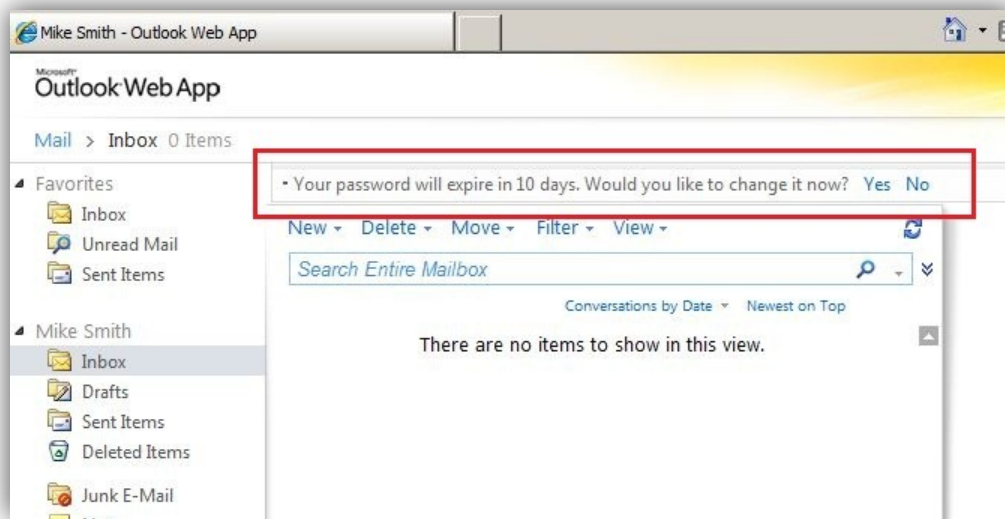 Mike Smith - Outlook Web App
Microsoft®
Outlook Web App
Mail > Inbox 0 Items
Favorites
Inbox
Unread Mail
Sent Items
Mike Smith
Inbox
Drafts
Sent Items
Deleted Items
Junk E-Mail
Your password will expire in 10 days. Would you like to change it now? Yes No
New Delete Move Filter View
Search Entire Mailbox
Conversations by Date Newest on Top
There are no items to show in this view.